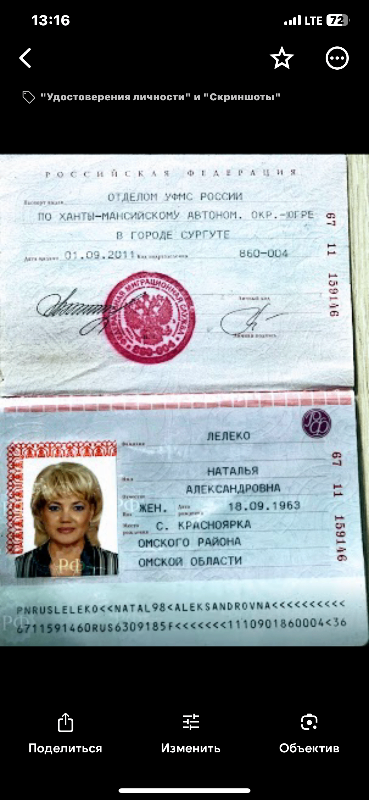 13:16
LTE 72
"Удостоверения личности" и "Скриншоты"
РОССИЙСКАЯ ФЕДЕРАЦИЯ
Паспорт выдан
ОТДЕЛОМ УФМС РОССИИ
ПО ХАНТЫ-МАНСИЙСКОМУ АВТОНОМ. ОКР.-ЮГРЕ
В ГОРОДЕ СУРГУТЕ
Дата выдачи 01.09.2011 Код подразделения 860-004
Личный код
Личная подпись
67 11 159146
ЛЕЛЕКО
Фамилия
Имя НАТАЛЬЯ
Отчество АЛЕКСАНДРОВНА
Пол ЖЕН. Дата рождения 18.09.1963
Место рождения С. КРАСНОЯРКА
ОМСКОГО РАЙОНА
ОМСКОЙ ОБЛАСТИ
67 11 159146
РФ
PNRUSLELEKO<<NATAL98<ALEKSANDROVNA<<<<<<<<<<
6711591460RUS6309185F<<<<<<<1110901860004<36
Поделиться
Изменить
Объектив